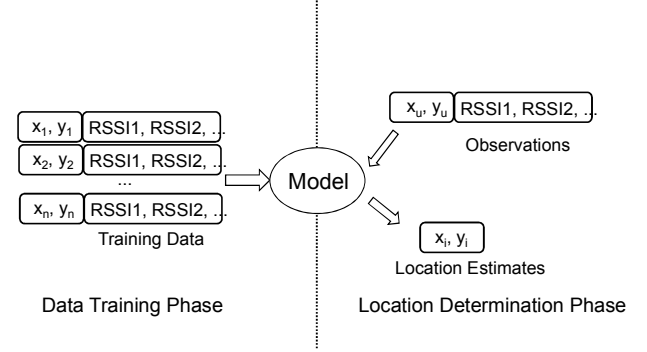 x1, y1 RSSI1, RSSI2, ...
x2, y2 RSSI1, RSSI2, ...
...
xn, yn RSSI1, RSSI2, ...
Training Data
Model
xu, yu RSSI1, RSSI2, ...
Observations
xi, yi
Location Estimates
Data Training Phase
Location Determination Phase